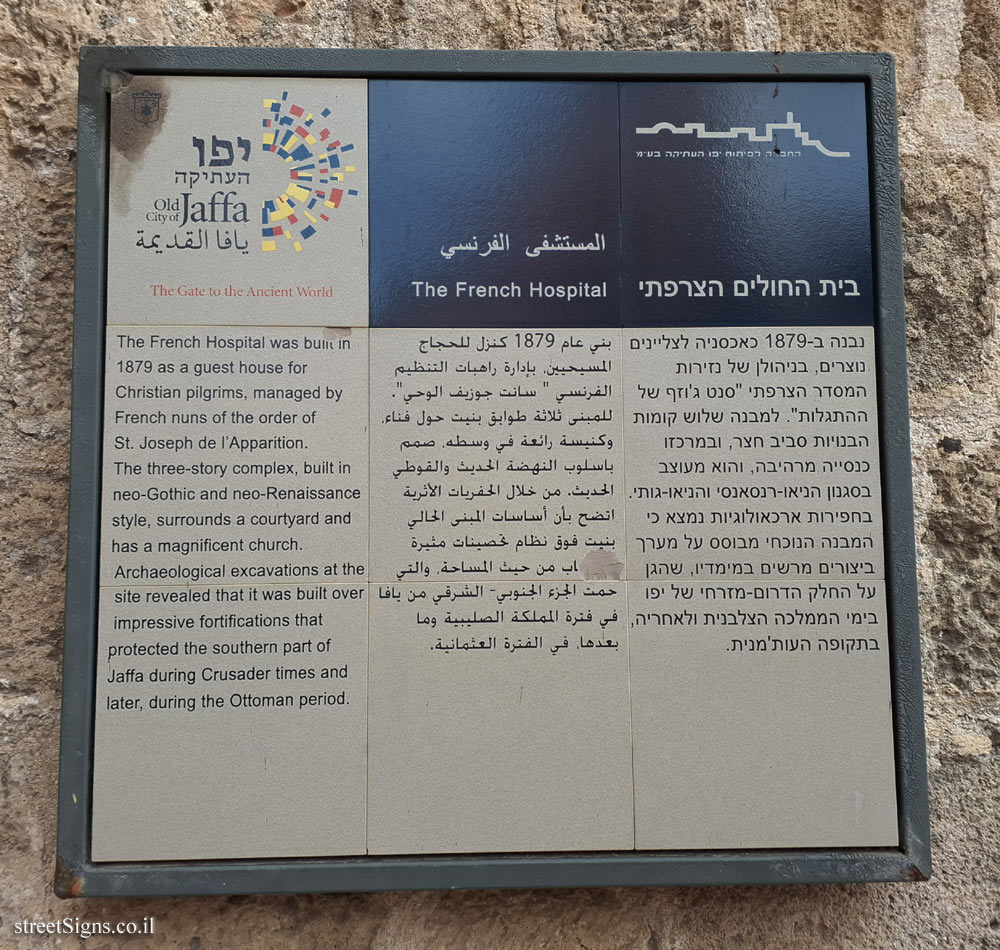 יפו
העתיקה
Old
City of Jaffa
يافا القديمة
The Gate to the Ancient World
المستشفى الفرنسي
The French Hospital
לפיתוח יפו העתיקה בע"מ
בית החולים הצרפתי
The French Hospital was built in
1879 as a guest house for
Christian pilgrims, managed by
French nuns of the order of
St. Joseph de l'Apparition.
The three-story complex, built in
neo-Gothic and neo-Renaissance
style, surrounds a courtyard and
has a magnificent church.
Archaeological excavations at the
site revealed that it was built over
impressive fortifications that
protected the southern part of
Jaffa during Crusader times and
later, during the Ottoman period.
بني عام 1879 كنزل للحجاج
المسيحيين، بإدارة راهبات التنظيم
الفرنسي " سانت جوزيف الوحي".
للمبنى ثلاثة طوابق بنيت حول فناء،
وكنيسة رائعة في وسطه، صمم
باسلوب النهضة الحديث والقوطي
الحديث. من خلال الحفريات الأثرية
اتضح بأن أساسات المبنى الحالي
بنيت فوق نظام تحصينات مثيرة
من حيث المساحة، والتي
حمت الجزء الجنوبي- الشرقي من يافا
في فترة المملكة الصليبية وما
بعدها، في الفترة العثمانية.
נבנה ב-1879 כאכסניה לצליינים
נוצרים, בניהולן של נזירות
המסדר הצרפתי "סנט ג'וזף של
ההתגלות". למבנה שלוש קומות
הבנויות סביב חצר, ובמרכזו
כנסייה מרהיבה, והוא מעוצב
בסגנון הניאו-רנסאנסי והניאו-גותי.
בחפירות ארכאולוגיות נמצא כי
המבנה הנוכחי מבוסס על מערך
ביצורים מרשים במימדיו, שהגן
על החלק הדרום-מזרחי של יפו
בימי הממלכה הצלבנית ולאחריה,
בתקופה העות'מנית.
streetSigns.co.il